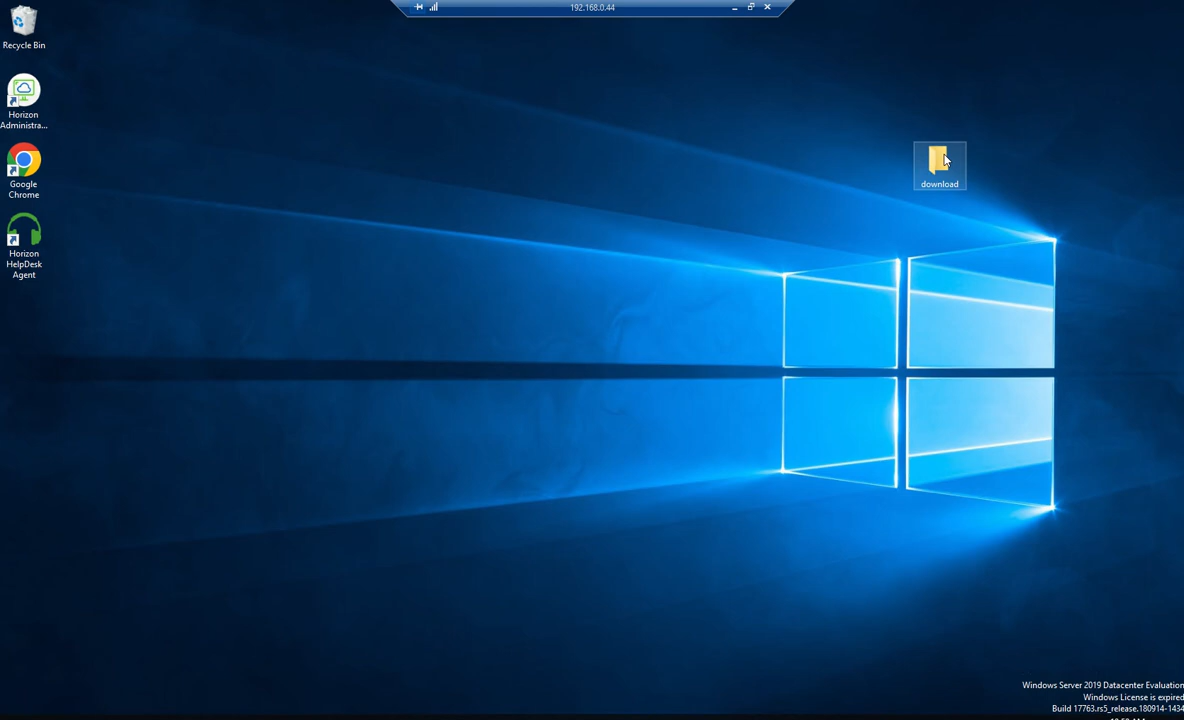 192.168.0.44
Recycle Bin
Horizon
Administra...
Google
Chrome
Horizon
HelpDesk
Agent
download
Windows Server 2019 Datacenter Evaluation
Windows License is expired
Build 17763.rs5_release.180914-1434